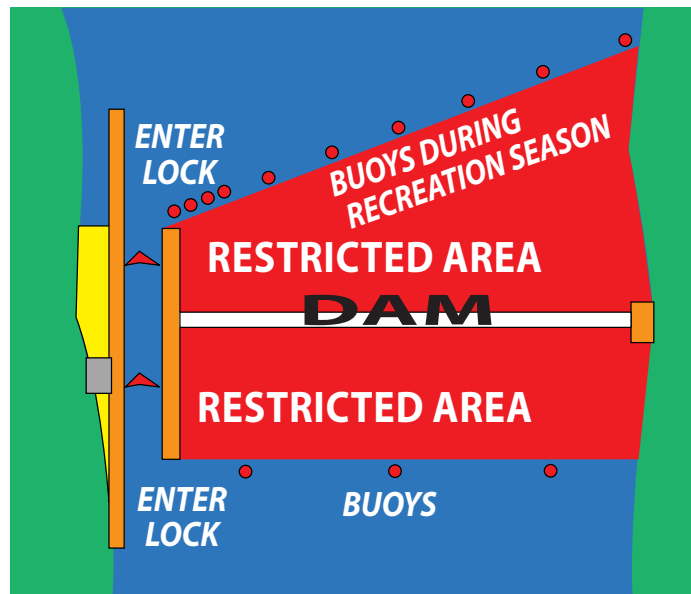 ENTER
LOCK
BUOYS DURING
RECREATION SEASON
RESTRICTED AREA
DAM
RESTRICTED AREA
ENTER
LOCK
BUOYS